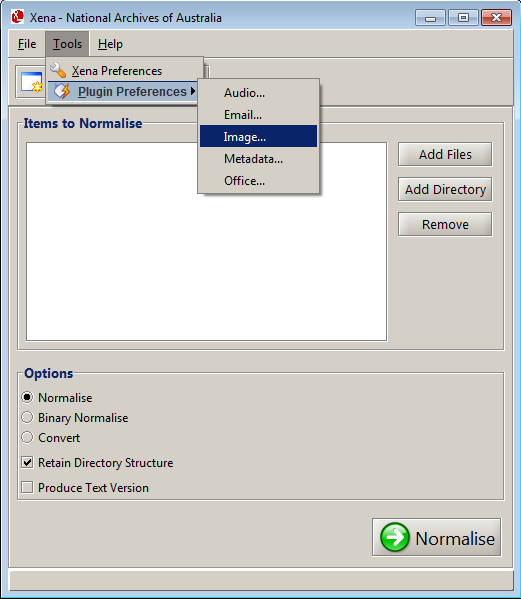 Xena - National Archives of Australia
File Tools Help
Xena Preferences
Plugin Preferences
Audio...
Email...
Image...
Metadata...
Office...
Items to Normalise
Add Files
Add Directory
Remove
Options
Normalise
Binary Normalise
Convert
Retain Directory Structure
Produce Text Version
Normalise